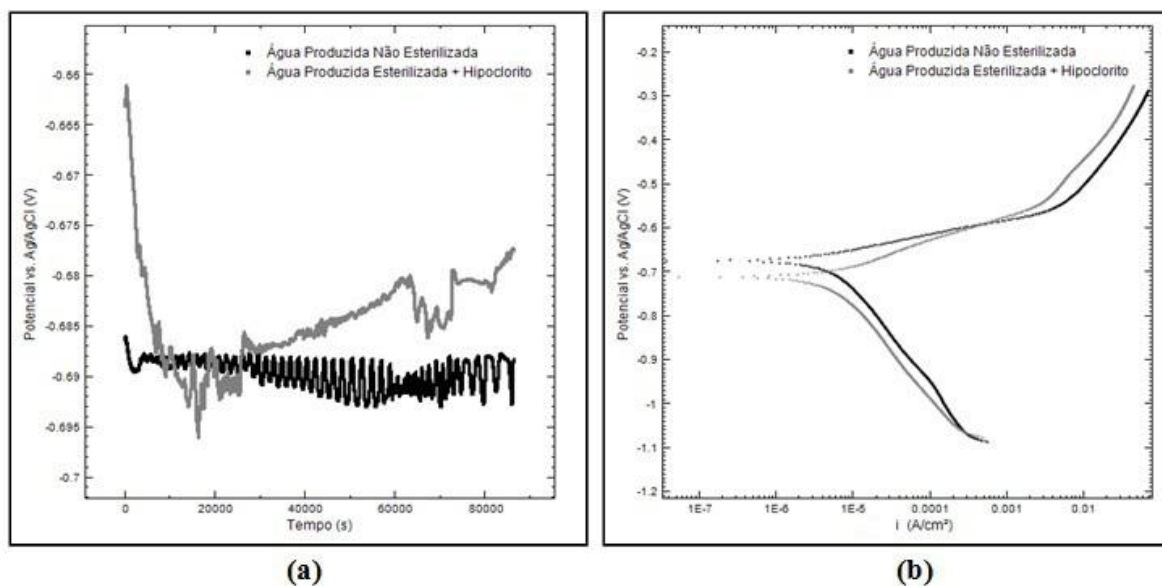 Água Produzida Não Esterilizada
Água Produzida Esterilizada + Hipoclorito
Potencial vs. Ag/AgCl (V)
-0.66
-0.665
-0.67
-0.675
-0.68
-0.685
-0.69
-0.695
-0.7
0 20000 40000 60000 80000
Tempo (s)
(a)
Água Produzida Não Esterilizada
Água Produzida Esterilizada + Hipoclorito
Potencial vs. Ag/AgCl (V)
-0.2
-0.3
-0.4
-0.5
-0.6
-0.7
-0.8
-0.9
-1
-1.1
-1.2
1E-7 1E-6 1E-5 0.0001 0.001 0.01
i (A/cm²)
(b)